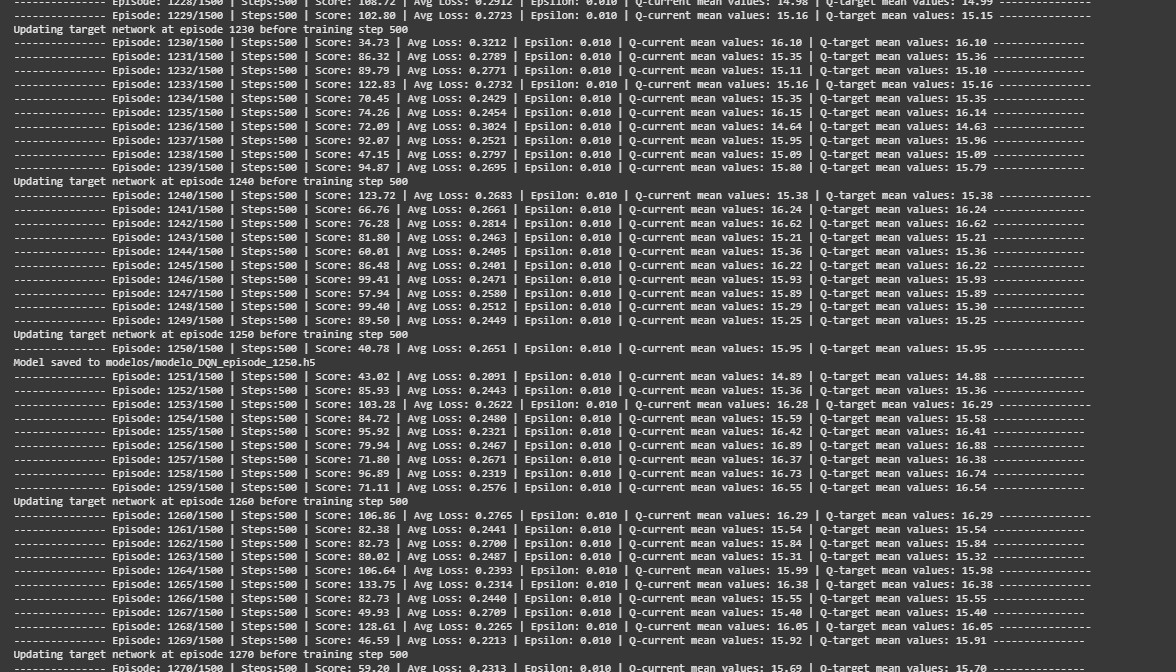 ---------------- Episode: 1228/1500 | Steps:500 | Score: 108.72 | Avg Loss: 0.2912 | Epsilon: 0.010 | Q-current mean values: 14.98 | Q-target mean values: 14.99 ----------------
---------------- Episode: 1229/1500 | Steps:500 | Score: 102.80 | Avg Loss: 0.2723 | Epsilon: 0.010 | Q-current mean values: 15.16 | Q-target mean values: 15.15 ----------------
Updating target network at episode 1230 before training step 500
---------------- Episode: 1230/1500 | Steps:500 | Score: 34.73 | Avg Loss: 0.3212 | Epsilon: 0.010 | Q-current mean values: 16.10 | Q-target mean values: 16.10 ----------------
---------------- Episode: 1231/1500 | Steps:500 | Score: 86.32 | Avg Loss: 0.2789 | Epsilon: 0.010 | Q-current mean values: 15.35 | Q-target mean values: 15.36 ----------------
---------------- Episode: 1232/1500 | Steps:500 | Score: 89.79 | Avg Loss: 0.2771 | Epsilon: 0.010 | Q-current mean values: 15.11 | Q-target mean values: 15.10 ----------------
---------------- Episode: 1233/1500 | Steps:500 | Score: 122.83 | Avg Loss: 0.2732 | Epsilon: 0.010 | Q-current mean values: 15.16 | Q-target mean values: 15.16 ----------------
---------------- Episode: 1234/1500 | Steps:500 | Score: 70.45 | Avg Loss: 0.2429 | Epsilon: 0.010 | Q-current mean values: 15.35 | Q-target mean values: 15.35 ----------------
---------------- Episode: 1235/1500 | Steps:500 | Score: 74.26 | Avg Loss: 0.2454 | Epsilon: 0.010 | Q-current mean values: 16.15 | Q-target mean values: 16.14 ----------------
---------------- Episode: 1236/1500 | Steps:500 | Score: 72.09 | Avg Loss: 0.3024 | Epsilon: 0.010 | Q-current mean values: 14.64 | Q-target mean values: 14.63 ----------------
---------------- Episode: 1237/1500 | Steps:500 | Score: 92.07 | Avg Loss: 0.2521 | Epsilon: 0.010 | Q-current mean values: 15.95 | Q-target mean values: 15.96 ----------------
---------------- Episode: 1238/1500 | Steps:500 | Score: 47.15 | Avg Loss: 0.2797 | Epsilon: 0.010 | Q-current mean values: 15.09 | Q-target mean values: 15.09 ----------------
---------------- Episode: 1239/1500 | Steps:500 | Score: 94.87 | Avg Loss: 0.2695 | Epsilon: 0.010 | Q-current mean values: 15.80 | Q-target mean values: 15.79 ----------------
Updating target network at episode 1240 before training step 500
---------------- Episode: 1240/1500 | Steps:500 | Score: 123.72 | Avg Loss: 0.2683 | Epsilon: 0.010 | Q-current mean values: 15.38 | Q-target mean values: 15.38 ----------------
---------------- Episode: 1241/1500 | Steps:500 | Score: 66.76 | Avg Loss: 0.2661 | Epsilon: 0.010 | Q-current mean values: 16.24 | Q-target mean values: 16.24 ----------------
---------------- Episode: 1242/1500 | Steps:500 | Score: 76.28 | Avg Loss: 0.2814 | Epsilon: 0.010 | Q-current mean values: 16.62 | Q-target mean values: 16.62 ----------------
---------------- Episode: 1243/1500 | Steps:500 | Score: 81.80 | Avg Loss: 0.2463 | Epsilon: 0.010 | Q-current mean values: 15.21 | Q-target mean values: 15.21 ----------------
---------------- Episode: 1244/1500 | Steps:500 | Score: 60.01 | Avg Loss: 0.2405 | Epsilon: 0.010 | Q-current mean values: 15.36 | Q-target mean values: 15.36 ----------------
---------------- Episode: 1245/1500 | Steps:500 | Score: 86.48 | Avg Loss: 0.2401 | Epsilon: 0.010 | Q-current mean values: 16.22 | Q-target mean values: 16.22 ----------------
---------------- Episode: 1246/1500 | Steps:500 | Score: 99.41 | Avg Loss: 0.2471 | Epsilon: 0.010 | Q-current mean values: 15.93 | Q-target mean values: 15.93 ----------------
---------------- Episode: 1247/1500 | Steps:500 | Score: 57.94 | Avg Loss: 0.2580 | Epsilon: 0.010 | Q-current mean values: 15.89 | Q-target mean values: 15.89 ----------------
---------------- Episode: 1248/1500 | Steps:500 | Score: 99.40 | Avg Loss: 0.2512 | Epsilon: 0.010 | Q-current mean values: 15.29 | Q-target mean values: 15.30 ----------------
---------------- Episode: 1249/1500 | Steps:500 | Score: 89.50 | Avg Loss: 0.2449 | Epsilon: 0.010 | Q-current mean values: 15.25 | Q-target mean values: 15.25 ----------------
Updating target network at episode 1250 before training step 500
---------------- Episode: 1250/1500 | Steps:500 | Score: 40.78 | Avg Loss: 0.2651 | Epsilon: 0.010 | Q-current mean values: 15.95 | Q-target mean values: 15.95 ----------------
Model saved to modelos/modelo_DQN_episode_1250.h5
---------------- Episode: 1251/1500 | Steps:500 | Score: 43.02 | Avg Loss: 0.2091 | Epsilon: 0.010 | Q-current mean values: 14.89 | Q-target mean values: 14.88 ----------------
---------------- Episode: 1252/1500 | Steps:500 | Score: 85.93 | Avg Loss: 0.2443 | Epsilon: 0.010 | Q-current mean values: 15.36 | Q-target mean values: 15.36 ----------------
---------------- Episode: 1253/1500 | Steps:500 | Score: 103.28 | Avg Loss: 0.2622 | Epsilon: 0.010 | Q-current mean values: 16.28 | Q-target mean values: 16.29 ----------------
---------------- Episode: 1254/1500 | Steps:500 | Score: 84.72 | Avg Loss: 0.2480 | Epsilon: 0.010 | Q-current mean values: 15.59 | Q-target mean values: 15.58 ----------------
---------------- Episode: 1255/1500 | Steps:500 | Score: 95.92 | Avg Loss: 0.2321 | Epsilon: 0.010 | Q-current mean values: 16.42 | Q-target mean values: 16.41 ----------------
---------------- Episode: 1256/1500 | Steps:500 | Score: 79.94 | Avg Loss: 0.2467 | Epsilon: 0.010 | Q-current mean values: 16.89 | Q-target mean values: 16.88 ----------------
---------------- Episode: 1257/1500 | Steps:500 | Score: 71.80 | Avg Loss: 0.2671 | Epsilon: 0.010 | Q-current mean values: 16.37 | Q-target mean values: 16.38 ----------------
---------------- Episode: 1258/1500 | Steps:500 | Score: 96.89 | Avg Loss: 0.2319 | Epsilon: 0.010 | Q-current mean values: 16.73 | Q-target mean values: 16.74 ----------------
---------------- Episode: 1259/1500 | Steps:500 | Score: 71.11 | Avg Loss: 0.2576 | Epsilon: 0.010 | Q-current mean values: 16.55 | Q-target mean values: 16.54 ----------------
Updating target network at episode 1260 before training step 500
---------------- Episode: 1260/1500 | Steps:500 | Score: 106.86 | Avg Loss: 0.2765 | Epsilon: 0.010 | Q-current mean values: 16.29 | Q-target mean values: 16.29 ----------------
---------------- Episode: 1261/1500 | Steps:500 | Score: 82.38 | Avg Loss: 0.2441 | Epsilon: 0.010 | Q-current mean values: 15.54 | Q-target mean values: 15.54 ----------------
---------------- Episode: 1262/1500 | Steps:500 | Score: 82.73 | Avg Loss: 0.2700 | Epsilon: 0.010 | Q-current mean values: 15.84 | Q-target mean values: 15.84 ----------------
---------------- Episode: 1263/1500 | Steps:500 | Score: 80.02 | Avg Loss: 0.2487 | Epsilon: 0.010 | Q-current mean values: 15.31 | Q-target mean values: 15.32 ----------------
---------------- Episode: 1264/1500 | Steps:500 | Score: 106.64 | Avg Loss: 0.2393 | Epsilon: 0.010 | Q-current mean values: 15.99 | Q-target mean values: 15.98 ----------------
---------------- Episode: 1265/1500 | Steps:500 | Score: 133.75 | Avg Loss: 0.2314 | Epsilon: 0.010 | Q-current mean values: 16.38 | Q-target mean values: 16.38 ----------------
---------------- Episode: 1266/1500 | Steps:500 | Score: 82.73 | Avg Loss: 0.2440 | Epsilon: 0.010 | Q-current mean values: 15.55 | Q-target mean values: 15.55 ----------------
---------------- Episode: 1267/1500 | Steps:500 | Score: 49.93 | Avg Loss: 0.2709 | Epsilon: 0.010 | Q-current mean values: 15.40 | Q-target mean values: 15.40 ----------------
---------------- Episode: 1268/1500 | Steps:500 | Score: 128.61 | Avg Loss: 0.2265 | Epsilon: 0.010 | Q-current mean values: 16.05 | Q-target mean values: 16.05 ----------------
---------------- Episode: 1269/1500 | Steps:500 | Score: 46.59 | Avg Loss: 0.2213 | Epsilon: 0.010 | Q-current mean values: 15.92 | Q-target mean values: 15.91 ----------------
Updating target network at episode 1270 before training step 500
---------------- Episode: 1270/1500 | Steps:500 | Score: 59.20 | Avg Loss: 0.2313 | Epsilon: 0.010 | Q-current mean values: 15.69 | Q-target mean values: 15.70 ----------------